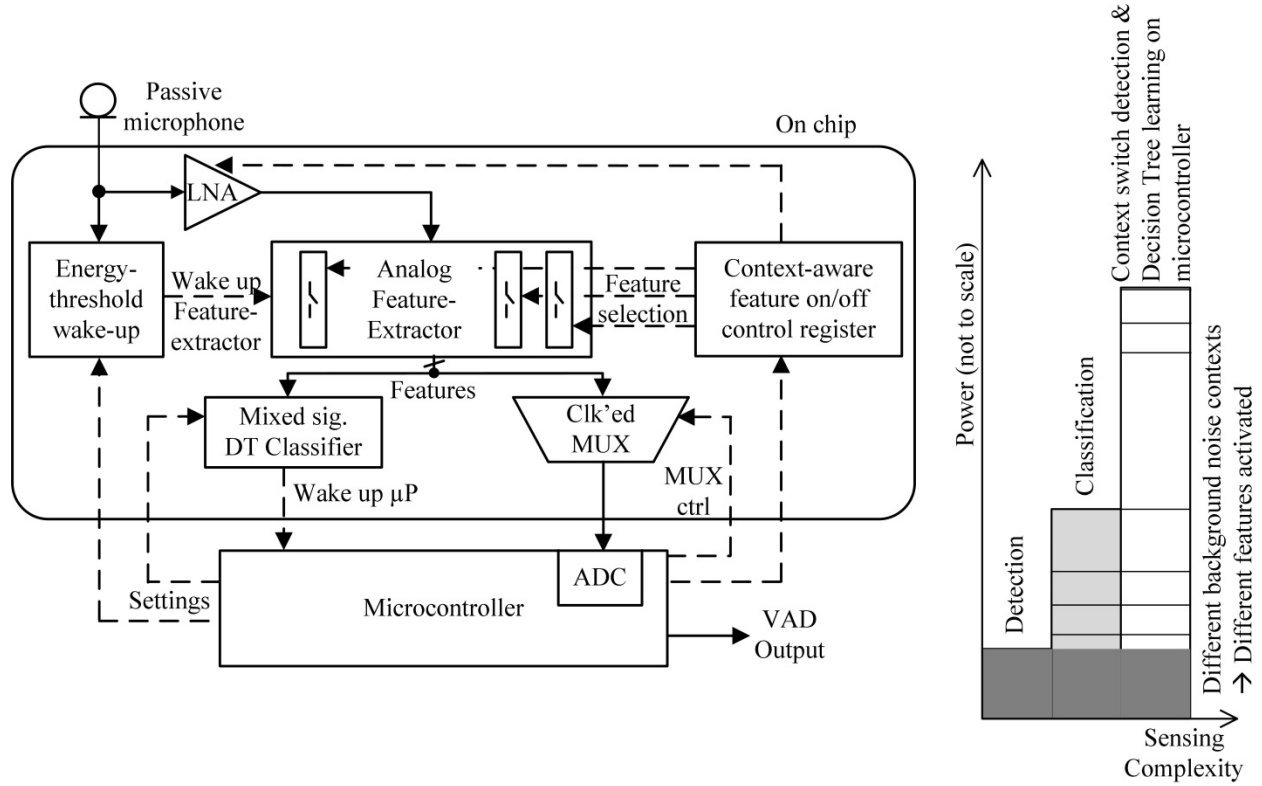 Passive
microphone
On chip
LNA
Energy-
threshold
wake-up
Wake up
Feature-
extractor
Analog
Feature-
Extractor
Feature
selection
Context-aware
feature on/off
control register
Features
Mixed sig.
DT Classifier
Clk'ed
MUX
Wake up µP
MUX
ctrl
Settings
Microcontroller
ADC
VAD
Output
Power (not to scale)
Detection
Classification
Context switch detection &
Decision Tree learning on
microcontroller
Different background noise contexts
→ Different features activated
Sensing
Complexity